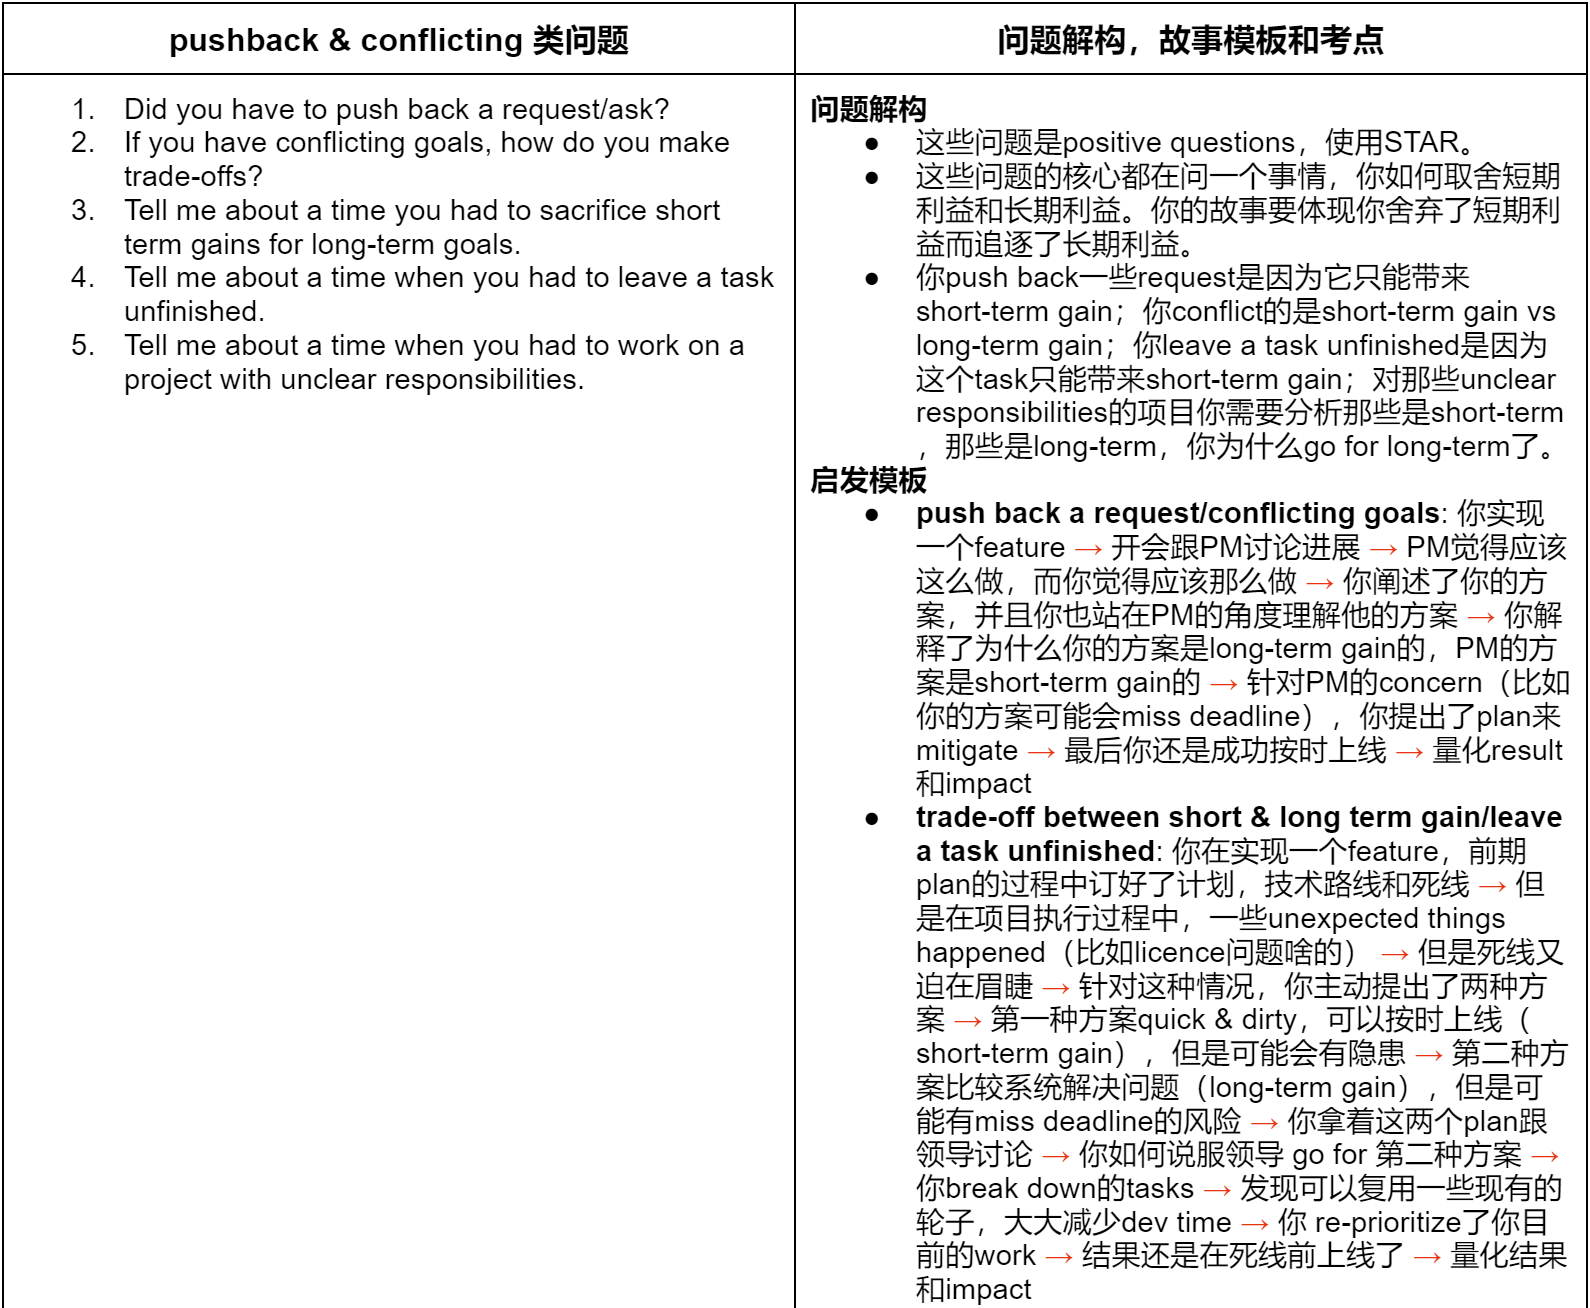 pushback & conflicting 类问题
问题解构，故事模板和考点
1. Did you have to push back a request/ask?
2. If you have conflicting goals, how do you make
trade-offs?
3. Tell me about a time you had to sacrifice short
term gains for long-term goals.
4. Tell me about a time when you had to leave a task
unfinished.
5. Tell me about a time when you had to work on a
project with unclear responsibilities.
问题解构
● 这些问题是positive questions，使用STAR。
● 这些问题的核心都在问一个事情，你如何取舍短期
利益和长期利益。你的故事要体现你舍弃了短期利
益而追逐了长期利益。
● 你push back一些request是因为它只能带来
short-term gain；你conflict的是short-term gain vs
long-term gain；你leave a task unfinished是因为
这个task只能带来short-term gain；对那些unclear
responsibilities的项目你需要分析那些是short-term
，那些是long-term，你为什么go for long-term了。
启发模板
● push back a request/conflicting goals: 你实现
一个feature → 开会跟PM讨论进展 → PM觉得应该
这么做，而你觉得应该那么做 → 你阐述了你的方
案，并且你也站在PM的角度理解他的方案 → 你解
释了为什么你的方案是long-term gain的，PM的方
案是short-term gain的 → 针对PM的concern（比如
你的方案可能会miss deadline），你提出了plan来
mitigate → 最后你还是成功按时上线 → 量化result
和impact
● trade-off between short & long term gain/leave
a task unfinished: 你在实现一个feature，前期
plan的过程中订好了计划，技术路线和死线 → 但
是在项目执行过程中，一些unexpected things
happened（比如licence问题啥的） → 但是死线又
迫在眉睫 → 针对这种情况，你主动提出了两种方
案 → 第一种方案quick & dirty，可以按时上线（
short-term gain），但是可能会有隐患 → 第二种方
案比较系统解决问题（long-term gain），但是可
能有miss deadline的风险 → 你拿着这两个plan跟
领导讨论 → 你如何说服领导 go for 第二种方案 →
你break down的tasks → 发现可以复用一些现有的
轮子，大大减少dev time → 你 re-prioritize了你目
前的work → 结果还是在死线前上线了 → 量化结果
和impact